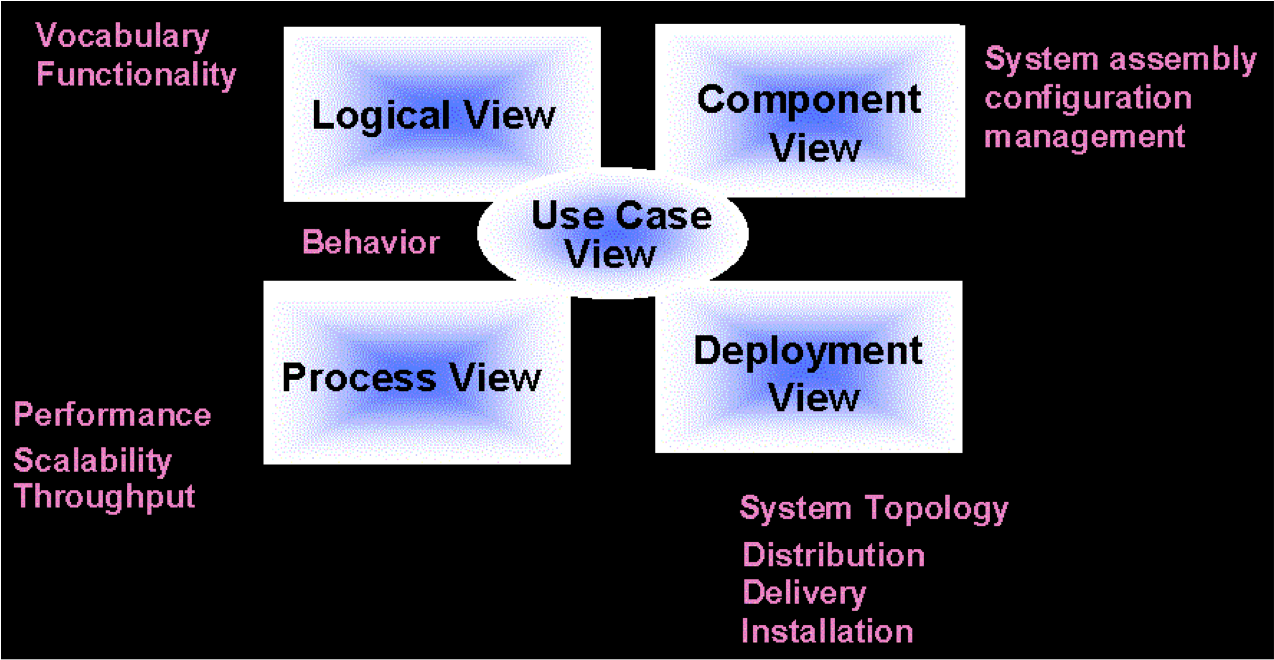 Vocabulary
Functionality
Logical View
Component
View
System assembly
configuration
management
Use Case
View
Behavior
Process View
Deployment
View
Performance
Scalability
Throughput
System Topology
Distribution
Delivery
Installation